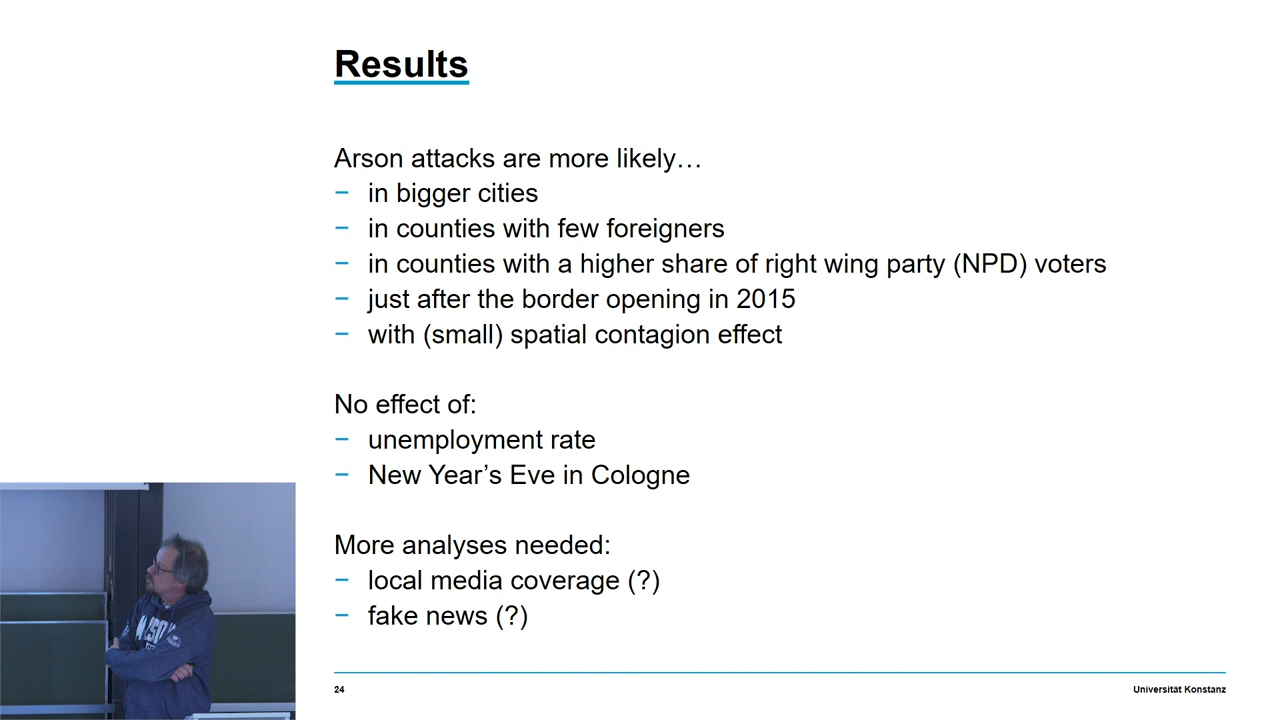 Results
Arson attacks are more likely…
− in bigger cities
− in counties with few foreigners
− in counties with a higher share of right wing party (NPD) voters
− just after the border opening in 2015
− with (small) spatial contagion effect
No effect of:
− unemployment rate
− New Year’s Eve in Cologne
More analyses needed:
− local media coverage (?)
− fake news (?)
24
Universität Konstanz